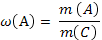 ω(A) = m (A) / m(C)